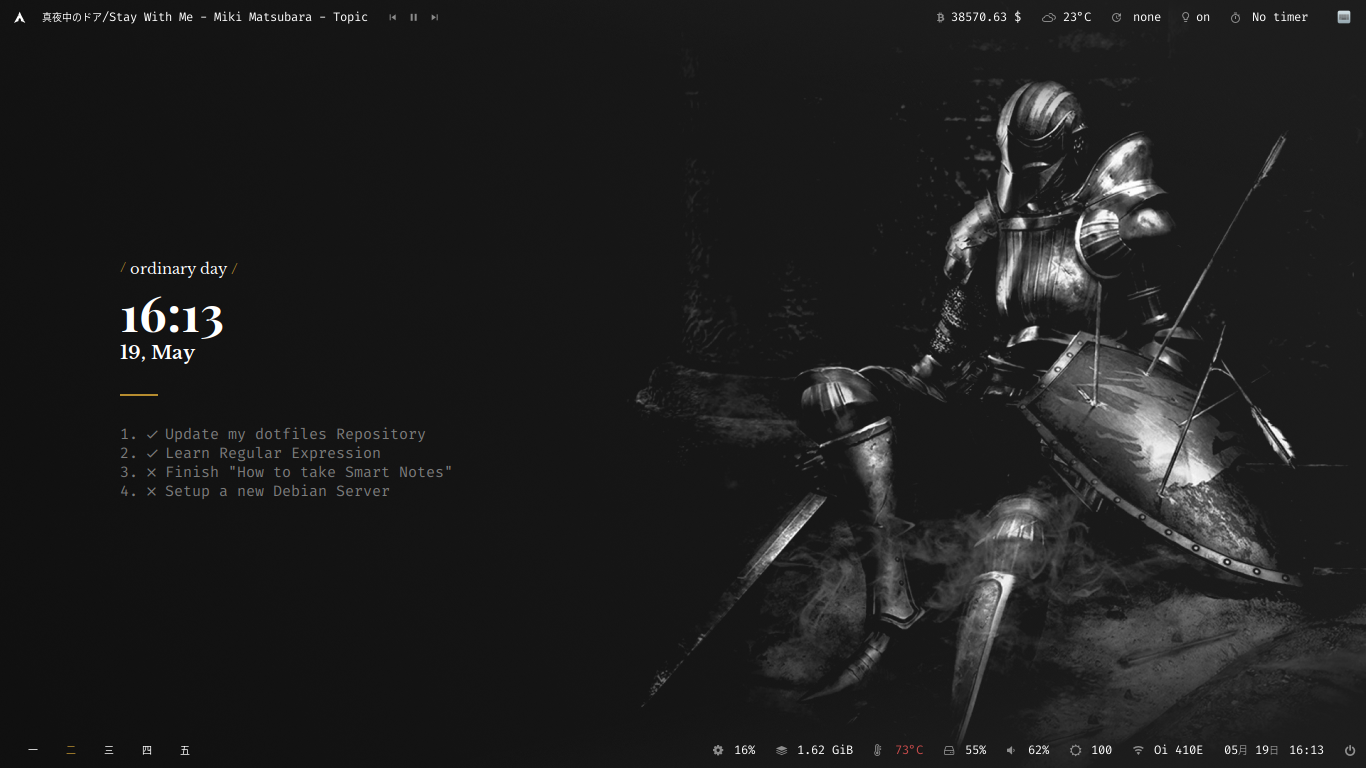 真夜中のドア/Stay With Me - Miki Matsubara - Topic
38570.63 $ 23°C none on No timer
/ ordinary day /
16:13
19, May
1. ✓ Update my dotfiles Repository
2. ✓ Learn Regular Expression
3. × Finish "How to take Smart Notes"
4. × Setup a new Debian Server
一 二 三 四 五
16% 1.62 GiB 73°C 55% 62% 100 Oi 410E 05月 19日 16:13